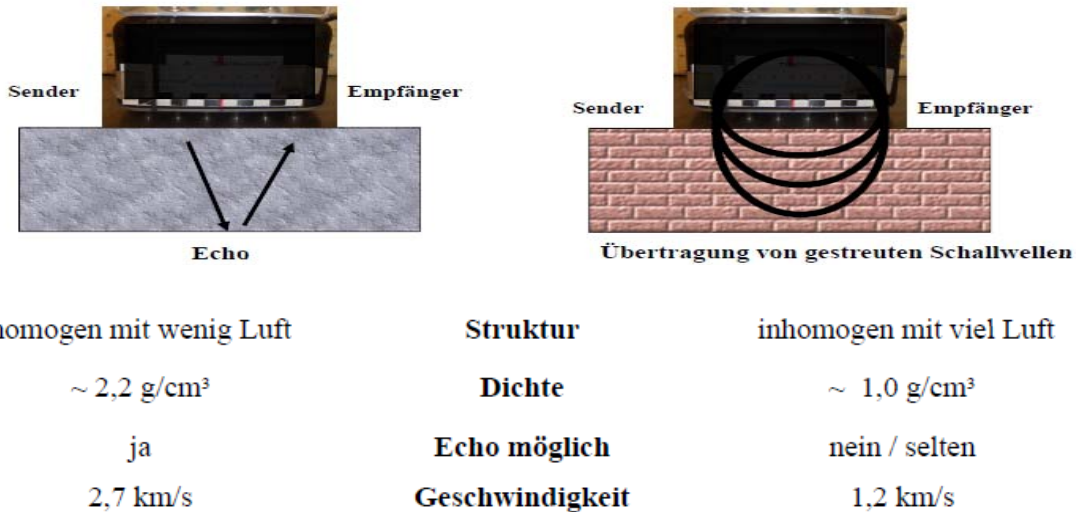 Sender Empfänger Sender Empfänger
Echo Übertragung von gestreuten Schallwellen
homogen mit wenig Luft Struktur inhomogen mit viel Luft
~ 2,2 g/cm³ Dichte ~ 1,0 g/cm³
ja Echo möglich nein / selten
2,7 km/s Geschwindigkeit 1,2 km/s